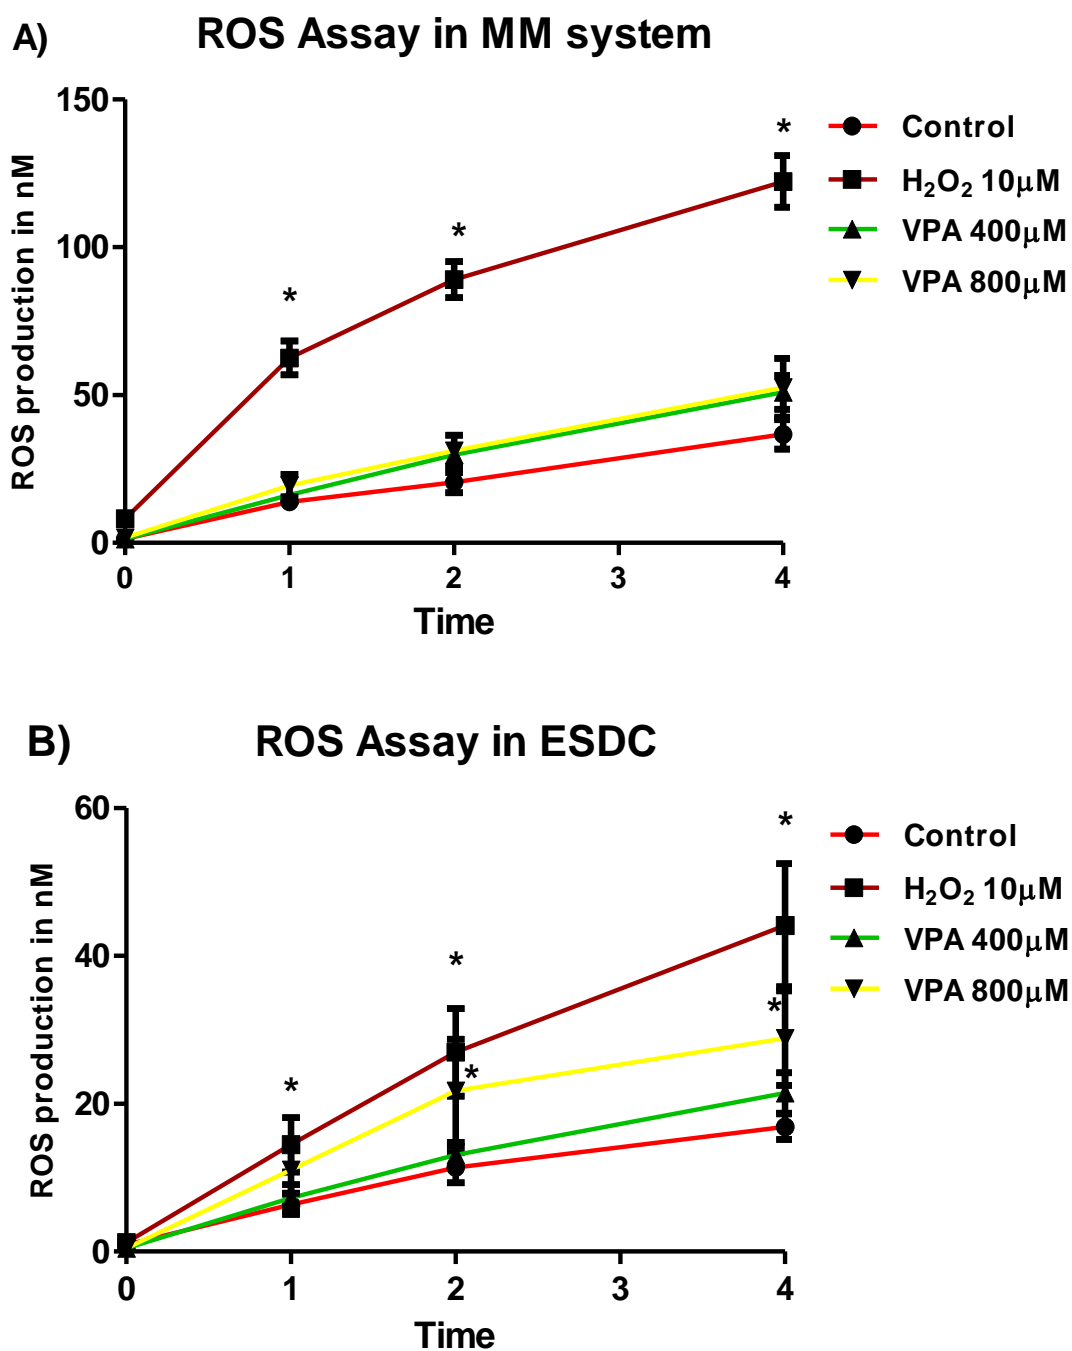 A) ROS Assay in MM system
150
100
50
0
ROS production in nM
*
*
*
0 1 2 3 4
Time
Control
H₂O₂ 10μM
VPA 400μM
VPA 800μM
B) ROS Assay in ESDC
60
40
20
0
ROS production in nM
*
*
*
*
*
0 1 2 3 4
Time
Control
H₂O₂ 10μM
VPA 400μM
VPA 800μM